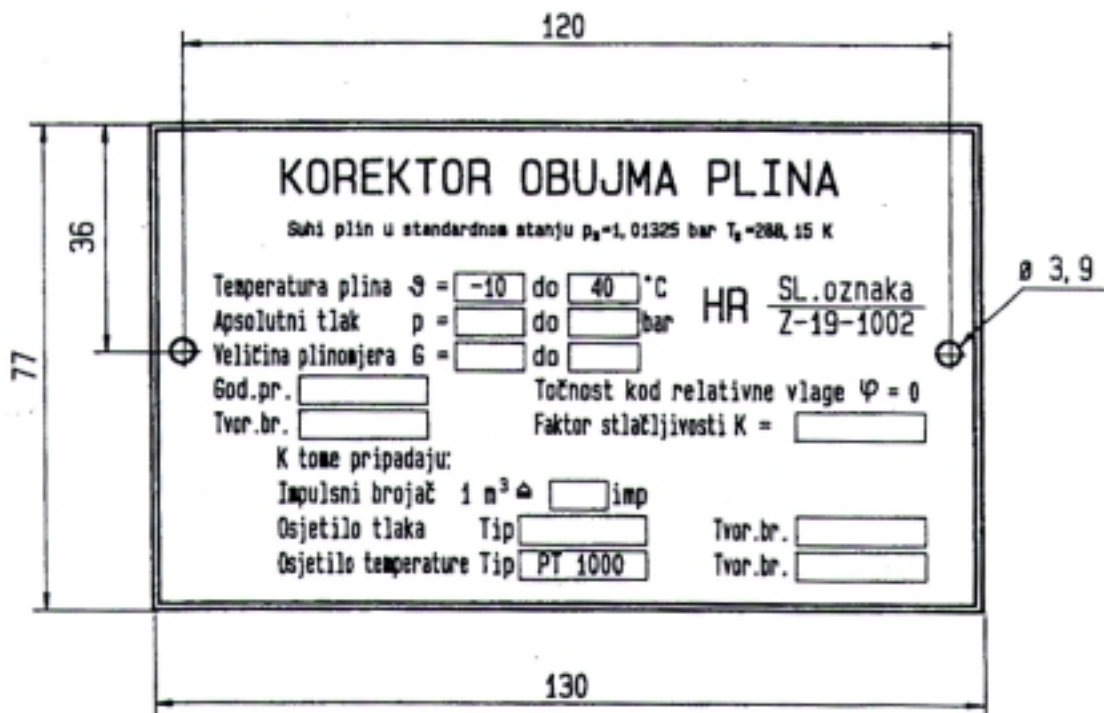 120
KOREKTOR OBUJMA PLINA
Suhi plin u standardnom stanju pₛ=1,01325 bar Tₛ=288,15 K
36
77
Temperatura plina ϑ = -10 do 40 °C
HR SL.oznaka
Z-19-1002
ø 3,9
Apsolutni tlak p = do bar
Veličina plinomjera G = do
God.pr.
Točnost kod relativne vlage φ = 0
Tvor.br.
Faktor stlačljivosti K =
K tome pripadaju:
Impulsni brojač 1 m³ ≙ imp
Osjetilo tlaka Tip Tvor.br.
Osjetilo temperature Tip PT 1000 Tvor.br.
130